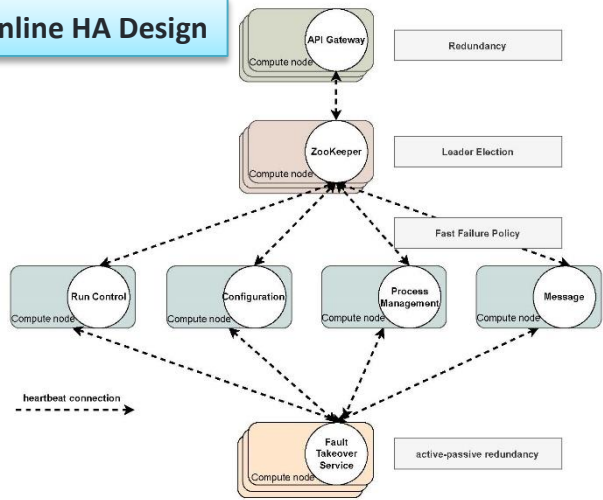 nline HA Design
API Gateway
Compute node
Redundancy
ZooKeeper
Compute node
Leader Election
Fast Failure Policy
Run Control
Compute node
Configuration
Compute node
Process
Management
Compute node
Message
Compute node
heartbeat connection
Fault
Takeover
Service
Compute node
active-passive redundancy